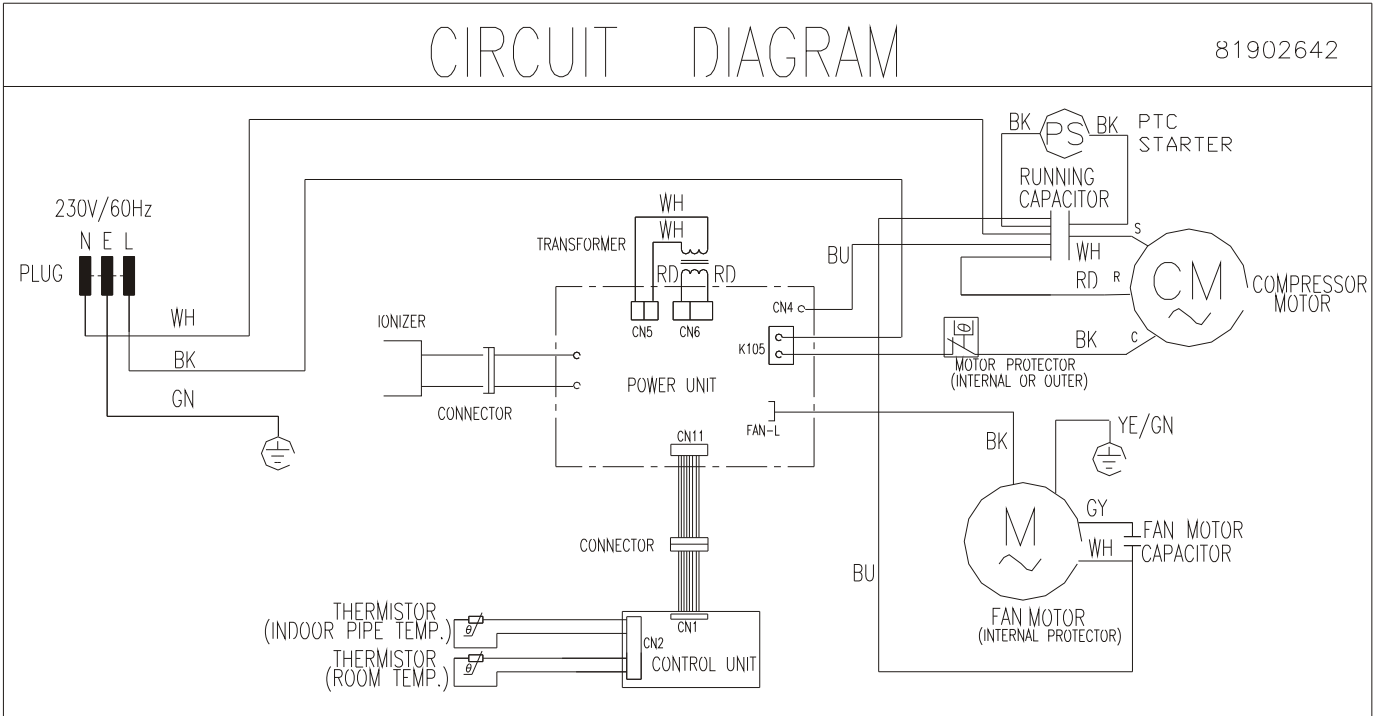 CIRCUIT DIAGRAM
81902642
BK
PS
BK
PTC
STARTER
RUNNING
CAPACITOR
230V/60Hz
N E L
PLUG
WH
BK
GN
WH
WH
TRANSFORMER
RD
RD
CN5
CN6
CN4
K105
BU
S
WH
RD
R
CM
COMPRESSOR
MOTOR
BK
C
θ
MOTOR PROTECTOR
(INTERNAL OR OUTER)
IONIZER
CONNECTOR
POWER UNIT
FAN-L
CN11
BK
YE/GN
GY
M
WH
FAN MOTOR
CAPACITOR
BU
FAN MOTOR
(INTERNAL PROTECTOR)
CONNECTOR
THERMISTOR
(INDOOR PIPE TEMP.)
θ
THERMISTOR
(ROOM TEMP.)
θ
CN1
CN2
CONTROL UNIT